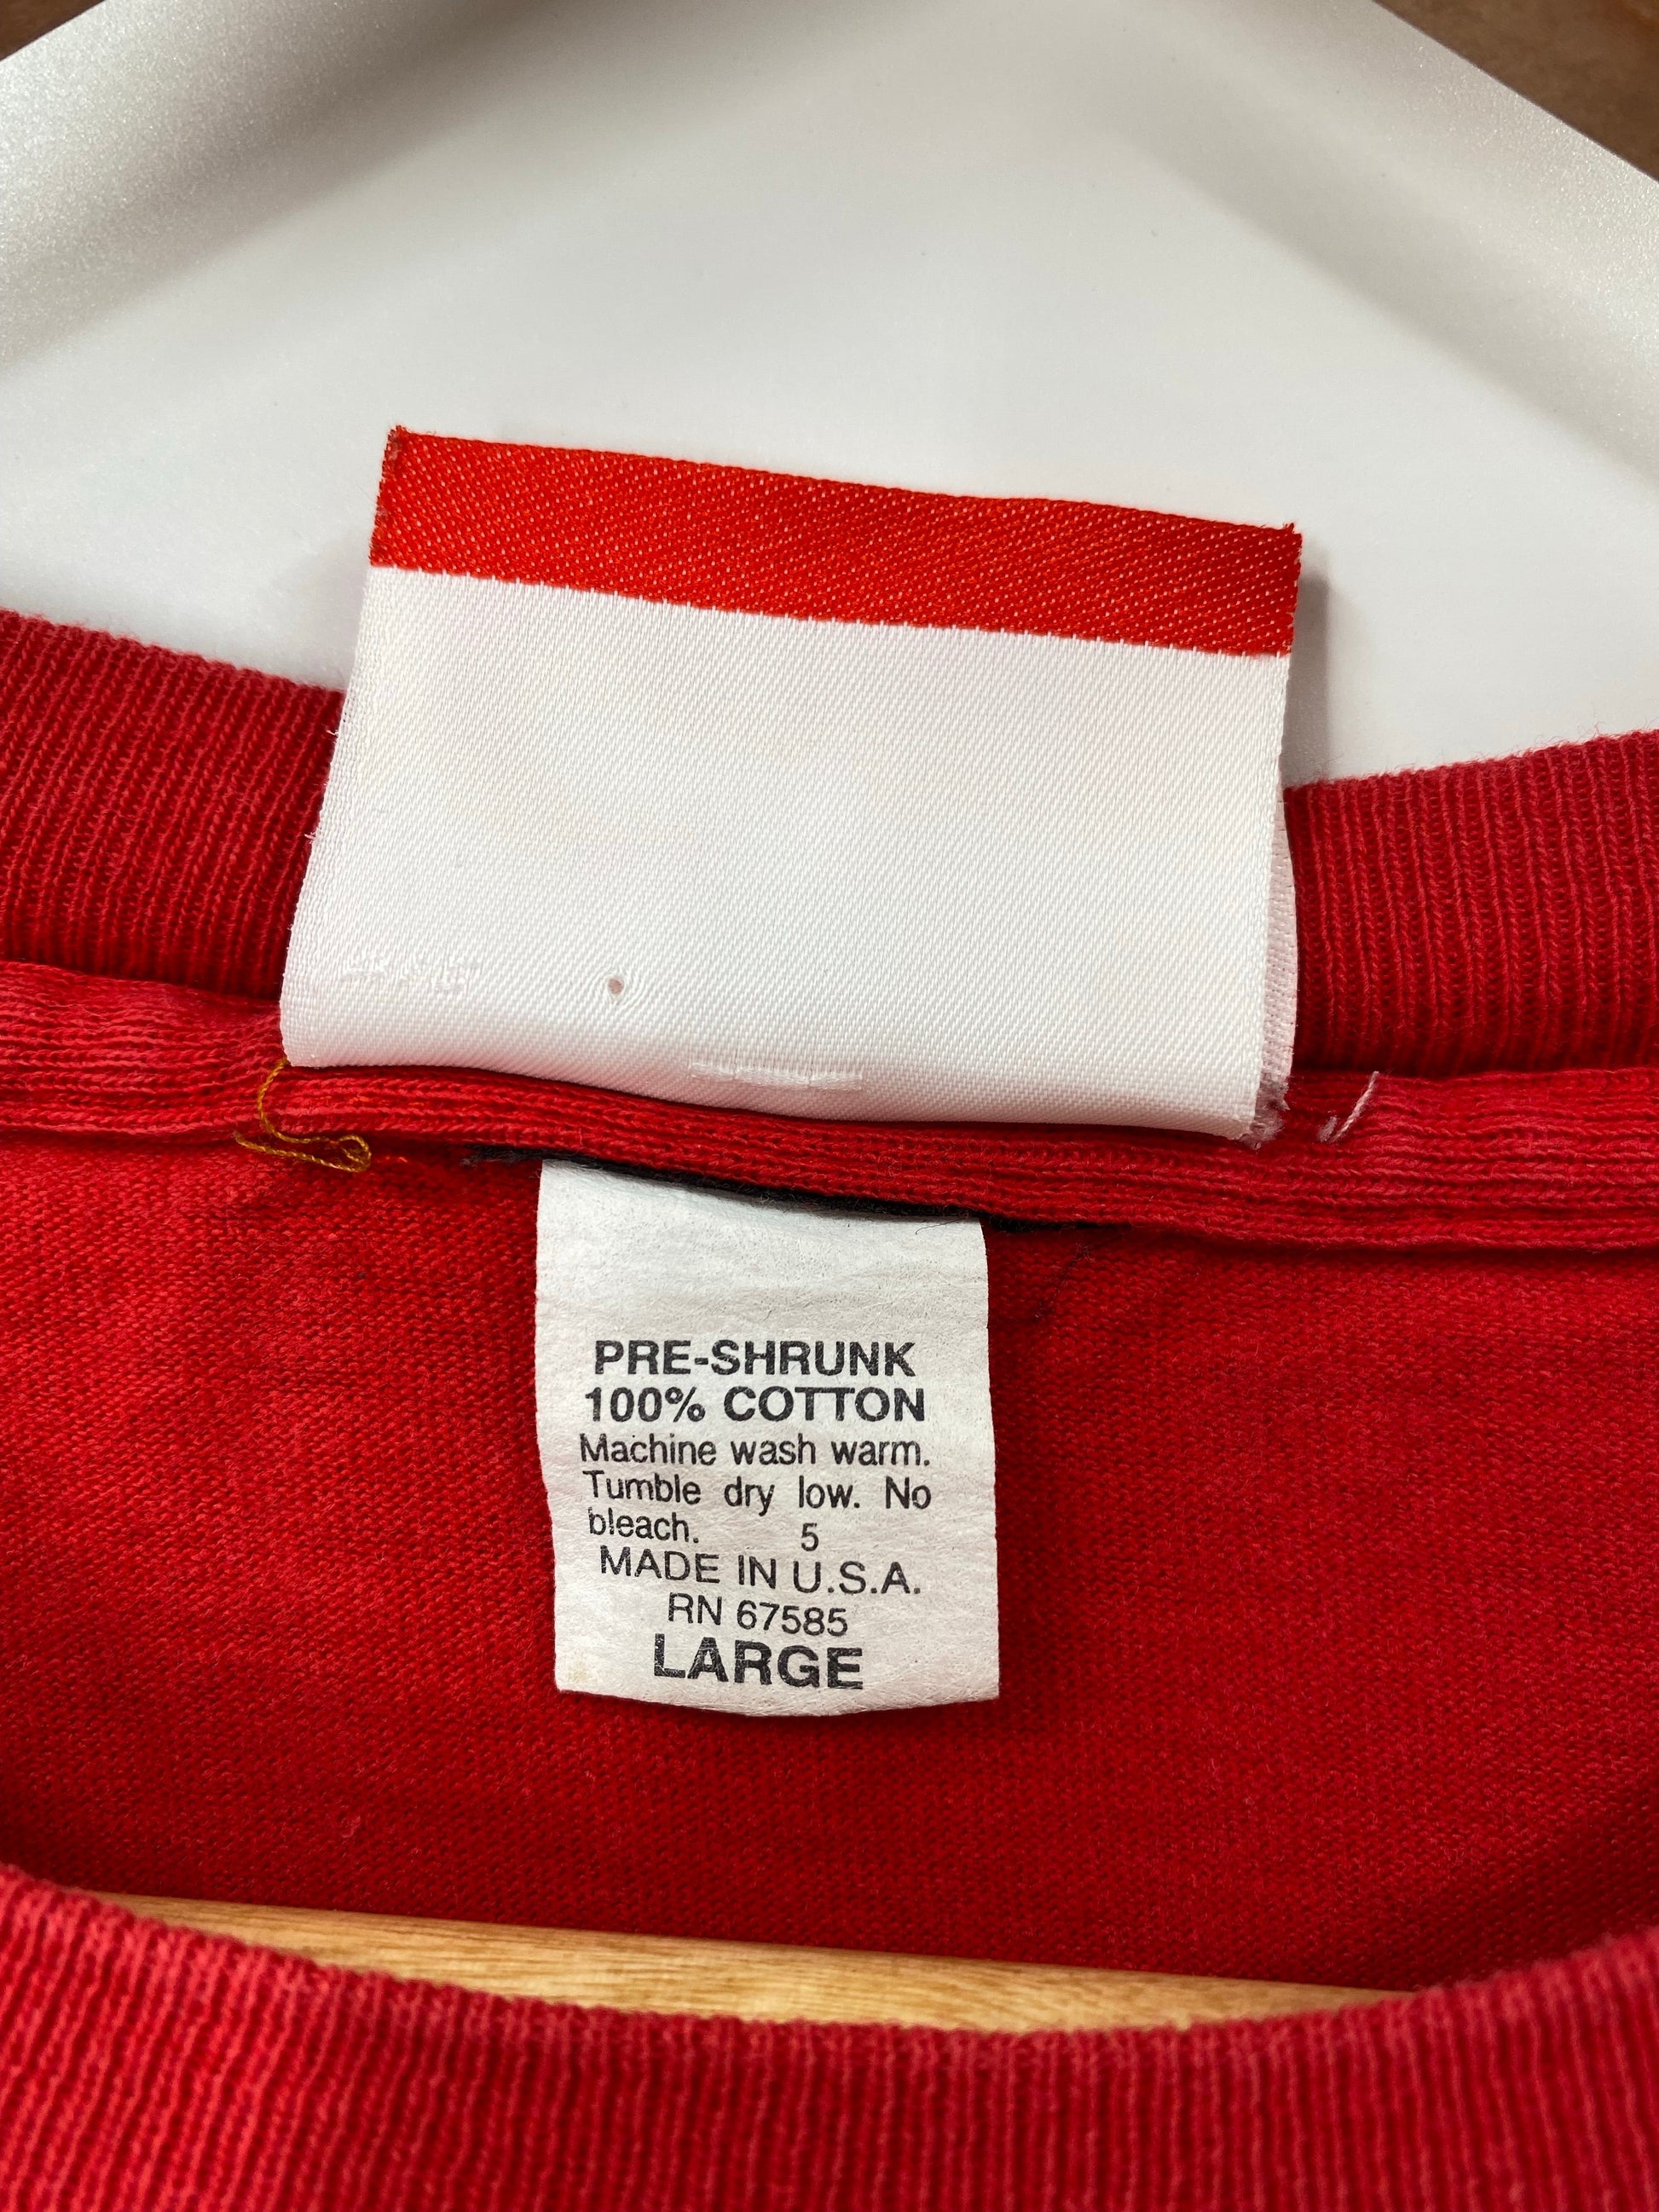 PRE-SHRUNK
100% COTTON
Machine wash warm.
Tumble dry low. No
bleach. 5
MADE IN U.S.A.
RN 67585
LARGE